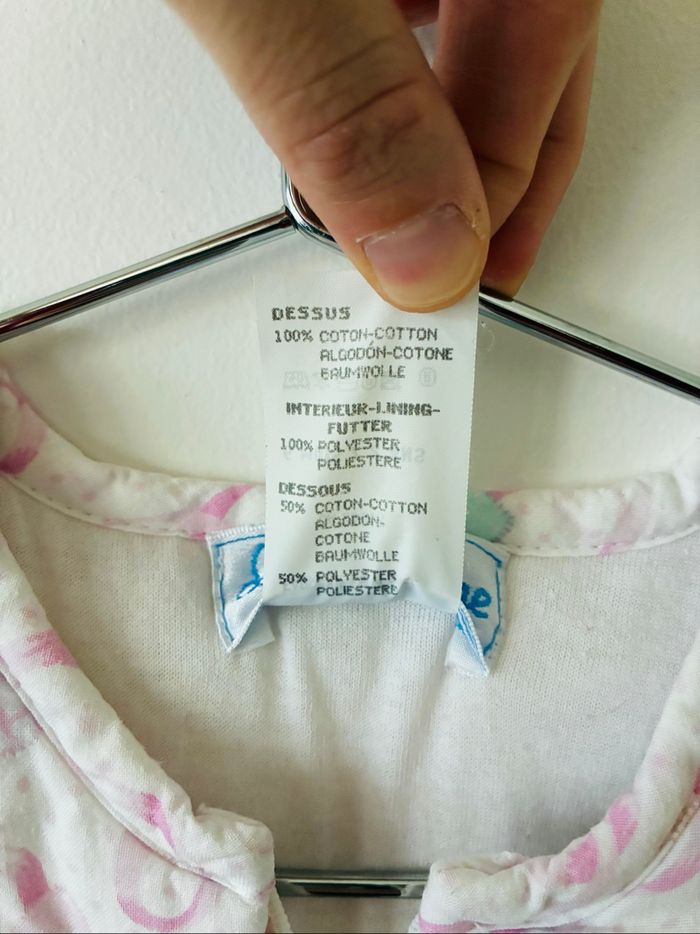 DESSUS
100% COTON-COTTON
ALGODÓN-COTONE
BAUMWOLLE
INTERIEUR-LINING-
FUTTER
100% POLYESTER
POLIESTERE
DESSOUS
50% COTON-COTTON
ALGODON-
COTONE
BAUMWOLLE
50% POLYESTER
POLIESTERE